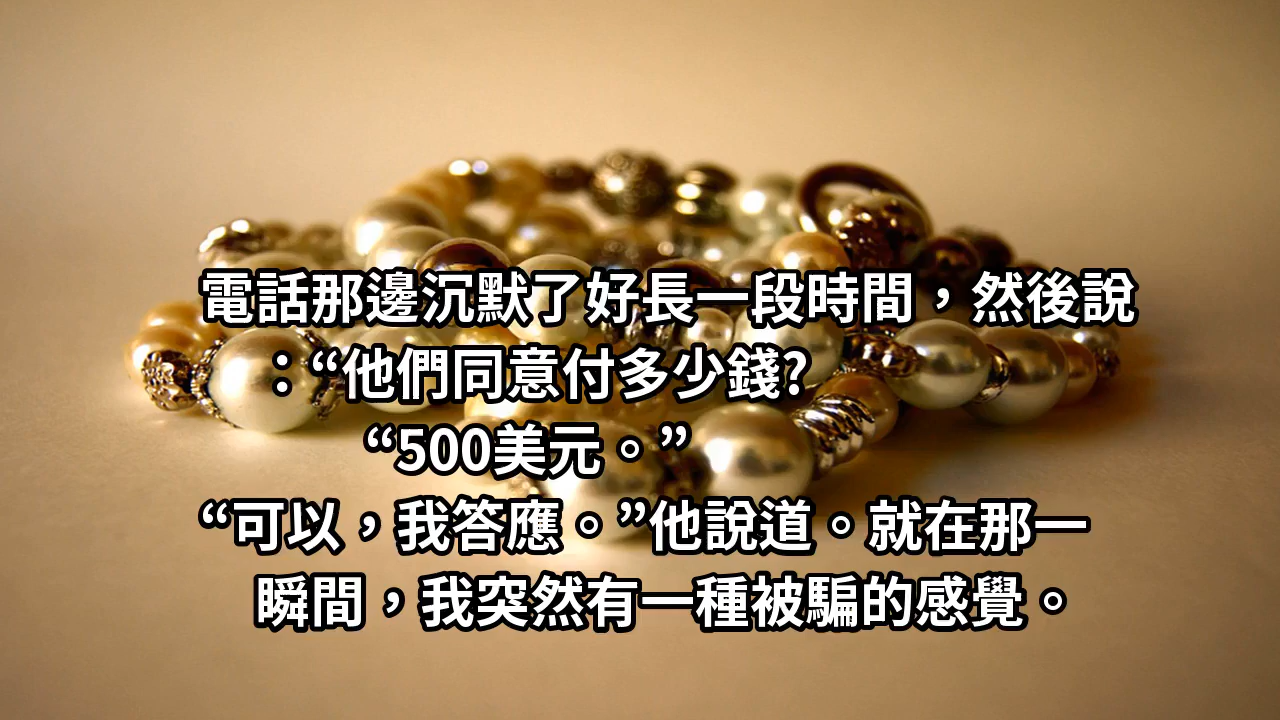 電話那邊沉默了好長一段時間，然後說
：“他們同意付多少錢?
“500美元。”
“可以，我答應。”他說道。就在那一
瞬間，我突然有一種被騙的感覺。